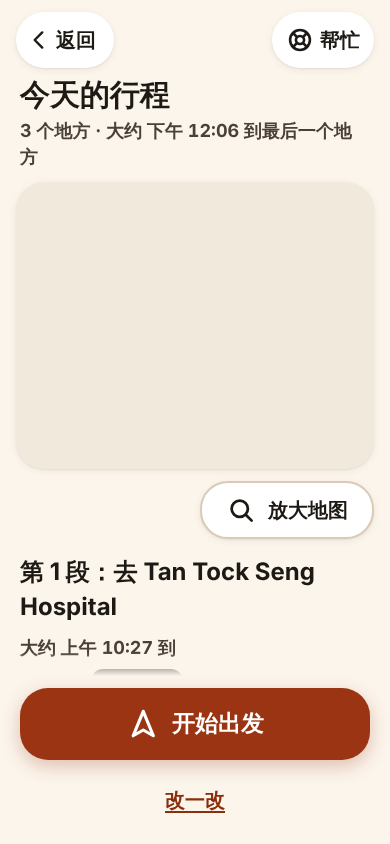 返回
帮忙
今天的行程
3 个地方 · 大约 下午 12:06 到最后一个地
方
放大地图
第 1 段：去 Tan Tock Seng
Hospital
大约 上午 10:27 到
开始出发
改一改